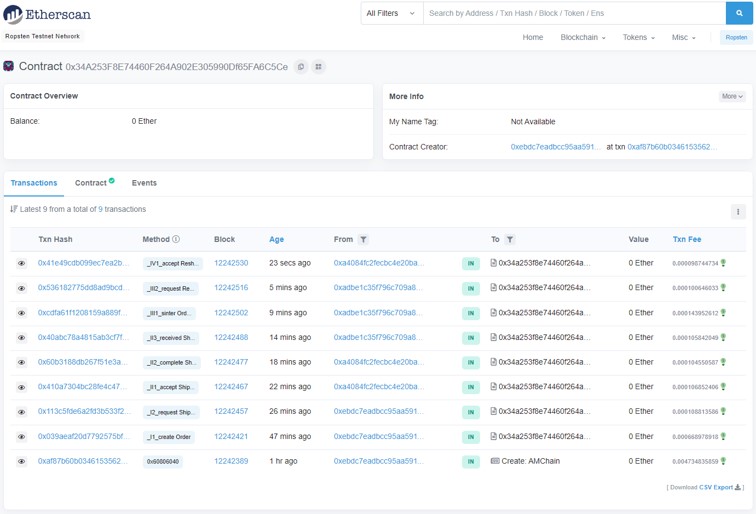 Etherscan
All Filters Search by Address / Txn Hash / Block / Token / Ens
Ropsten Testnet Network
Home Blockchain Tokens Misc Ropsten
Contract 0x34A253F8E74460F264A902E305990Df65FA6C5Ce
Contract Overview
Balance: 0 Ether
More Info More
My Name Tag: Not Available
Contract Creator: 0xebdc7eadbcc95aa591... at txn 0xaf87b60b0346153562...
Transactions Contract Events
Latest 9 from a total of 9 transactions
Txn Hash Method Block Age From To Value Txn Fee
0x41e49cdb099ec7ea2b... _IV1_accept Resh... 12242530 23 secs ago 0xa4084fc2fecbc4e20ba... IN 0x34a253f8e74460f264a... 0 Ether 0.000098744734
0x536182775dd8ad9bcd... _III2_request Re... 12242516 5 mins ago 0xadbe1c35f796c709a8... IN 0x34a253f8e74460f264a... 0 Ether 0.000100646033
0xcdfa61f1208159a889f... _III1_sinter Ord... 12242502 9 mins ago 0xadbe1c35f796c709a8... IN 0x34a253f8e74460f264a... 0 Ether 0.000143952612
0x40abc78a4815ab3cf7f... _II3_received Sh... 12242488 14 mins ago 0xadbe1c35f796c709a8... IN 0x34a253f8e74460f264a... 0 Ether 0.000105842049
0x60b3188db267f51e3a... _II2_complete Sh... 12242477 18 mins ago 0xa4084fc2fecbc4e20ba... IN 0x34a253f8e74460f264a... 0 Ether 0.000104550587
0x410a7304bc28fe4c47... _II1_accept Ship... 12242467 22 mins ago 0xa4084fc2fecbc4e20ba... IN 0x34a253f8e74460f264a... 0 Ether 0.000106852406
0x113c5fde6a2fd3b533f2... _I2_request Ship... 12242457 26 mins ago 0xebdc7eadbcc95aa591... IN 0x34a253f8e74460f264a... 0 Ether 0.000108813588
0x039aeaf20d7792575bf... _I1_create Order 12242421 47 mins ago 0xebdc7eadbcc95aa591... IN 0x34a253f8e74460f264a... 0 Ether 0.000668978918
0xaf87b60b0346153562... 0x60806040 12242389 1 hr ago 0xebdc7eadbcc95aa591... IN Create: AMChain 0 Ether 0.004734835859
[ Download CSV Export ]